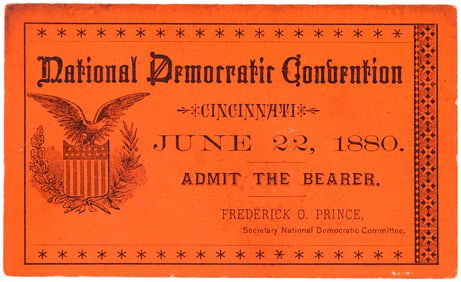 National Democratic Convention
CINCINNATI
JUNE 22, 1880.
ADMIT THE BEARER.
FREDERICK O. PRINCE,
Secretary National Democratic Committee.